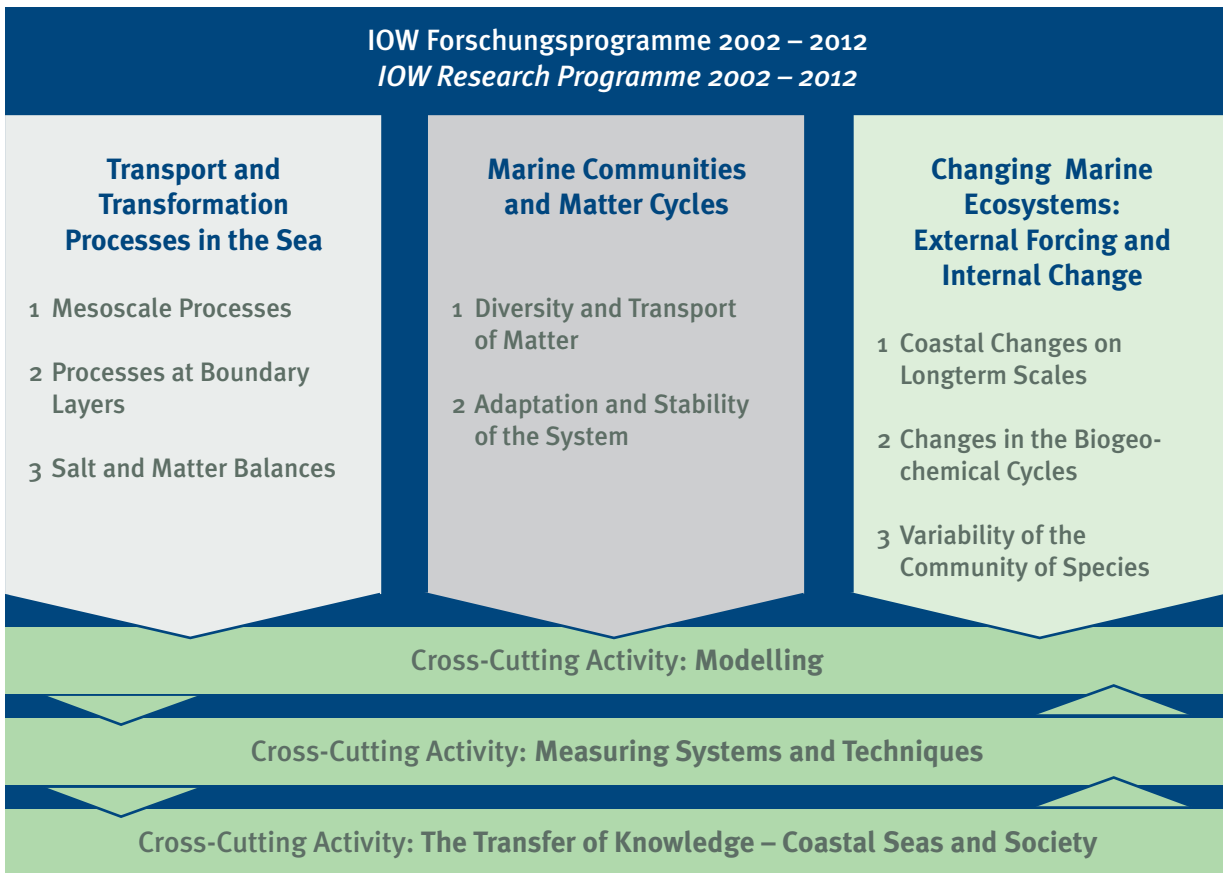 IOW Forschungsprogramme 2002 – 2012
IOW Research Programme 2002 – 2012
Transport and
Transformation
Processes in the Sea
1 Mesoscale Processes
2 Processes at Boundary
Layers
3 Salt and Matter Balances
Marine Communities
and Matter Cycles
1 Diversity and Transport
of Matter
2 Adaptation and Stability
of the System
Changing Marine
Ecosystems:
External Forcing and
Internal Change
1 Coastal Changes on
Longterm Scales
2 Changes in the Biogeo-
chemical Cycles
3 Variability of the
Community of Species
Cross-Cutting Activity: Modelling
Cross-Cutting Activity: Measuring Systems and Techniques
Cross-Cutting Activity: The Transfer of Knowledge – Coastal Seas and Society